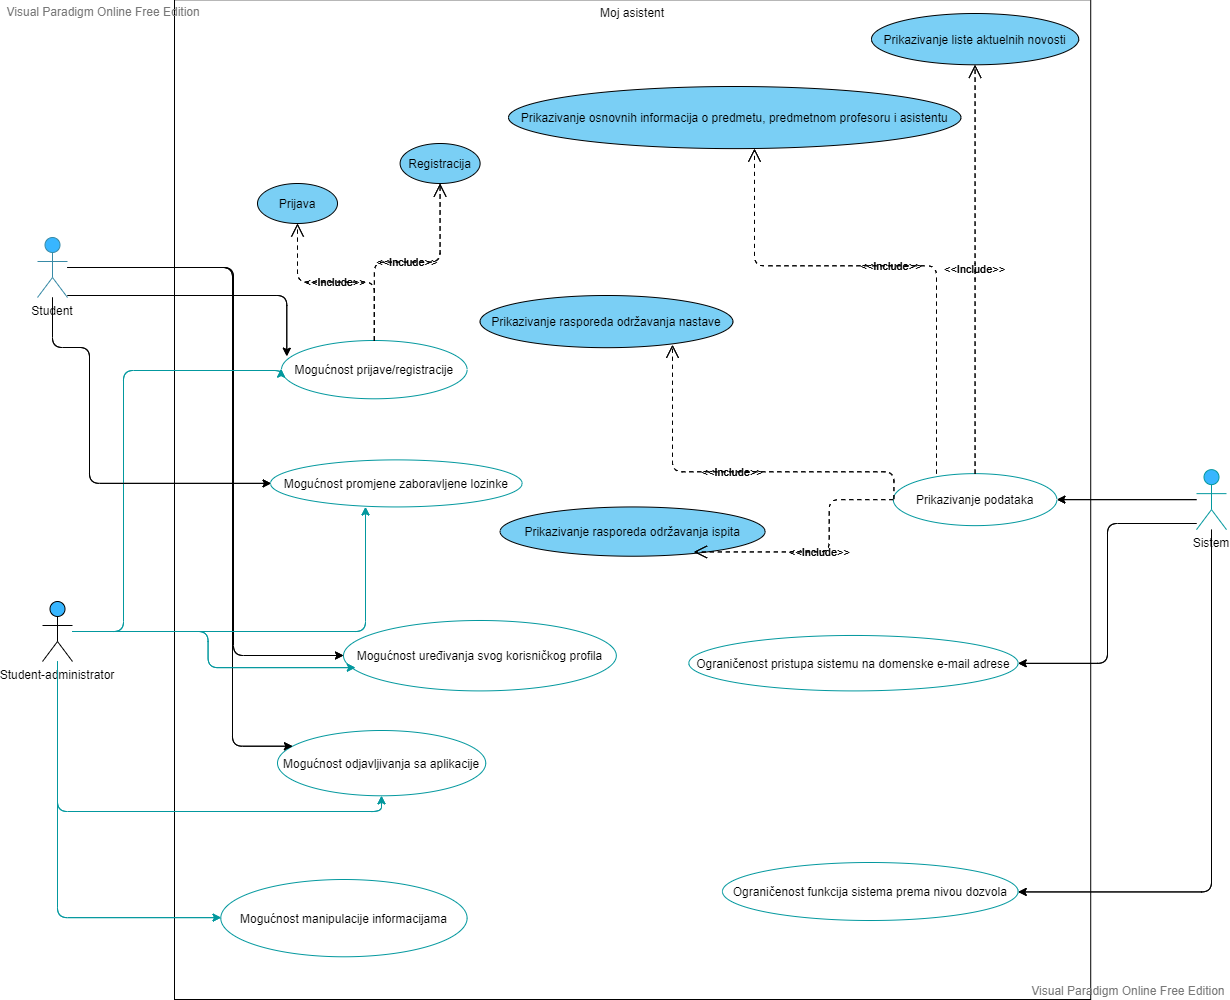 Visual Paradigm Online Free Edition
Moj asistent
Prikazivanje liste aktuelnih novosti
Prikazivanje osnovnih informacija o predmetu, predmetnom profesoru i asistentu
Registracija
Prijava
<<Include>>
<<Include>>
<<Include>>
<<Include>>
Student
Prikazivanje rasporeda održavanja nastave
Mogućnost prijave/registracije
<<Include>>
Mogućnost promjene zaboravljene lozinke
Prikazivanje podataka
Prikazivanje rasporeda održavanja ispita
Sistem
<<Include>>
Mogućnost uređivanja svog korisničkog profila
Ograničenost pristupa sistemu na domenske e-mail adrese
Student-administrator
Mogućnost odjavljivanja sa aplikacije
Ograničenost funkcija sistema prema nivou dozvola
Mogućnost manipulacije informacijama
Visual Paradigm Online Free Edition